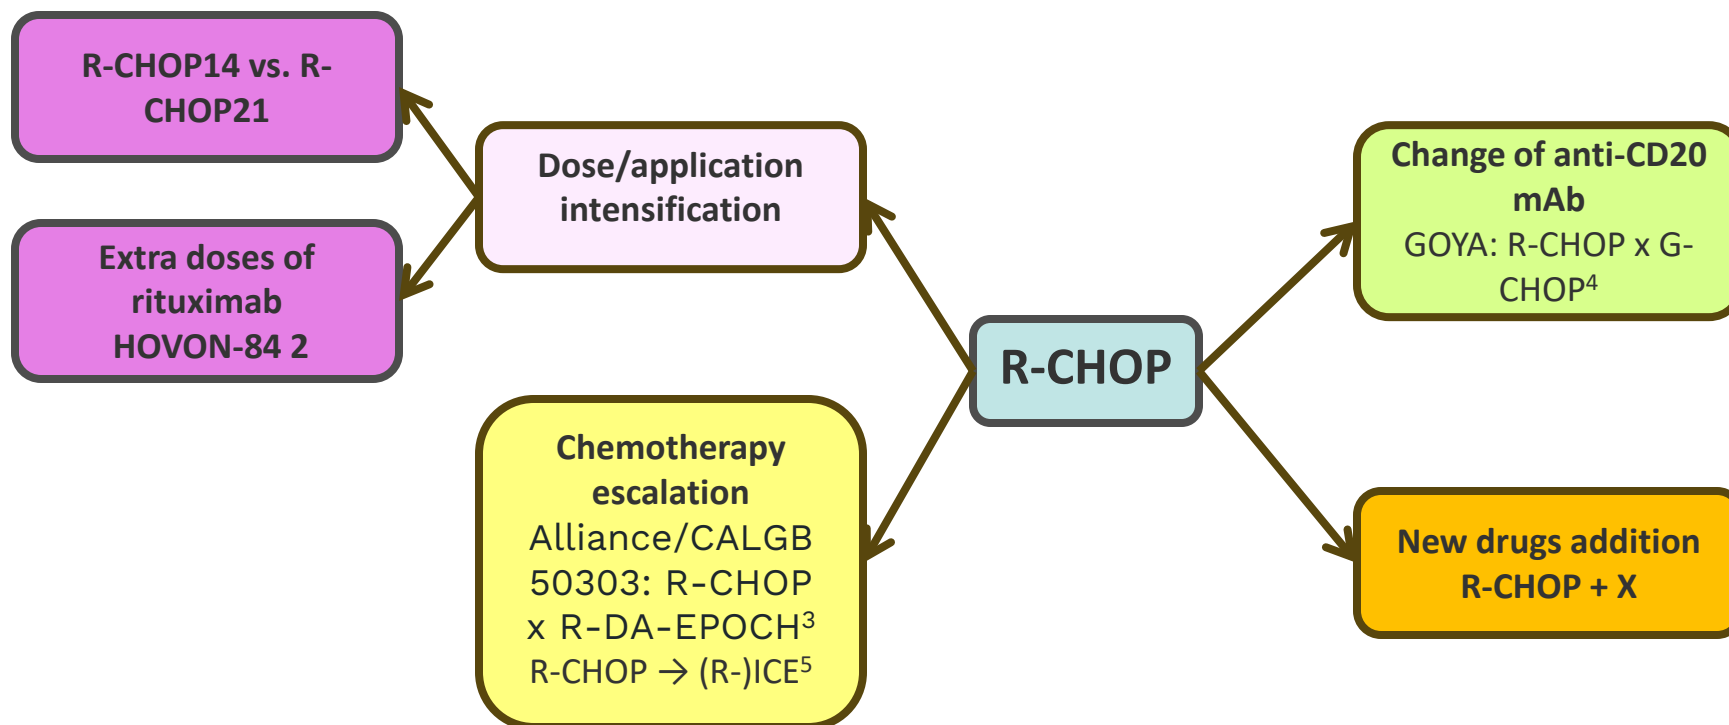 R-CHOP14 vs. R-
CHOP21
Extra doses of
rituximab
HOVON-84 2
Dose/application
intensification
Chemotherapy
escalation
Alliance/CALGB
50303: R-CHOP
x R-DA-EPOCH³
R-CHOP → (R-)ICE⁵
R-CHOP
Change of anti-CD20
mAb
GOYA: R-CHOP x G-
CHOP⁴
New drugs addition
R-CHOP + X